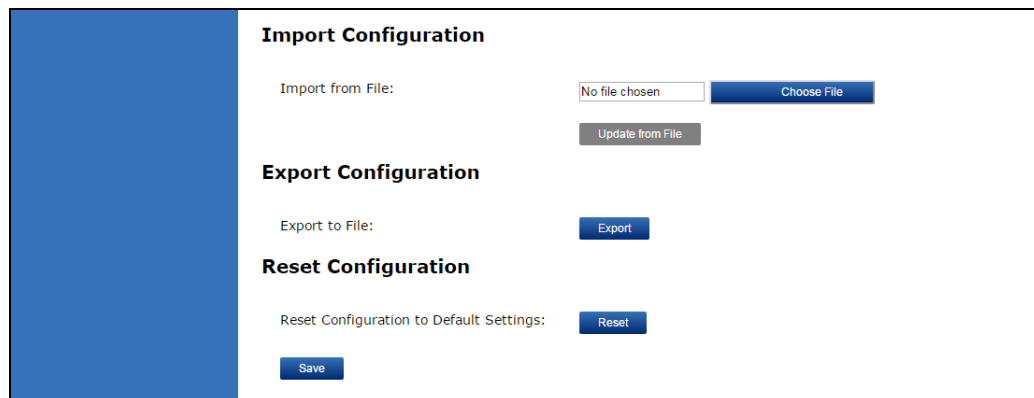 Import Configuration
Import from File:
No file chosen
Choose File
Update from File
Export Configuration
Export to File:
Export
Reset Configuration
Reset Configuration to Default Settings:
Reset
Save